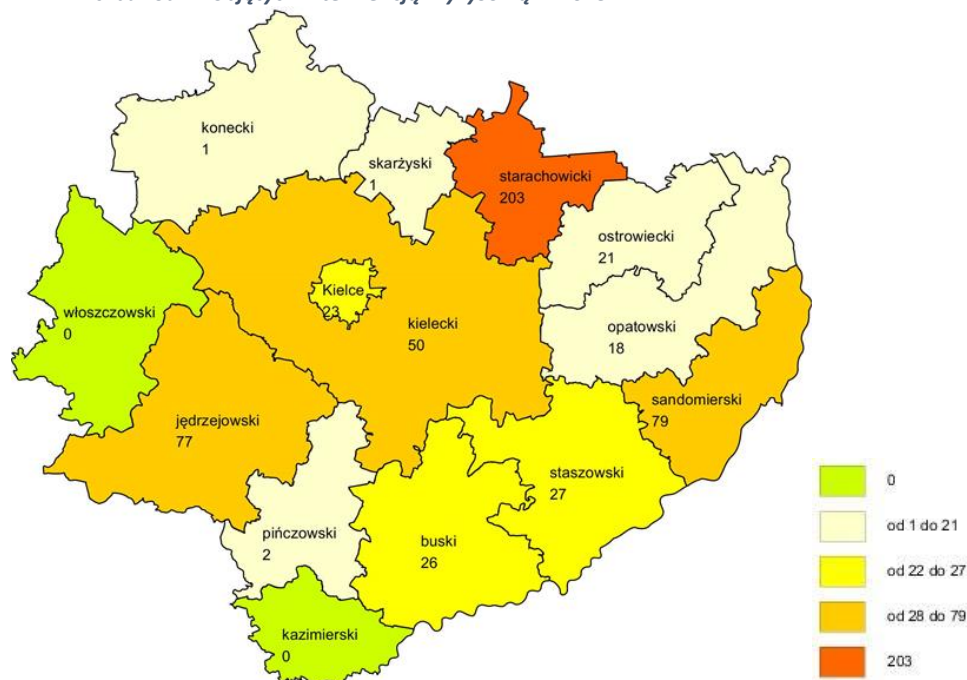 konecki
1
skarżyski
1
starachowicki
203
ostrowiecki
21
Kielce
23
włoszczowski
0
kielecki
50
opatowski
18
sandomierski
79
jędrzejowski
77
staszowski
27
pińczowski
2
buski
26
kazimierski
0
0
od 1 do 21
od 22 do 27
od 28 do 79
203